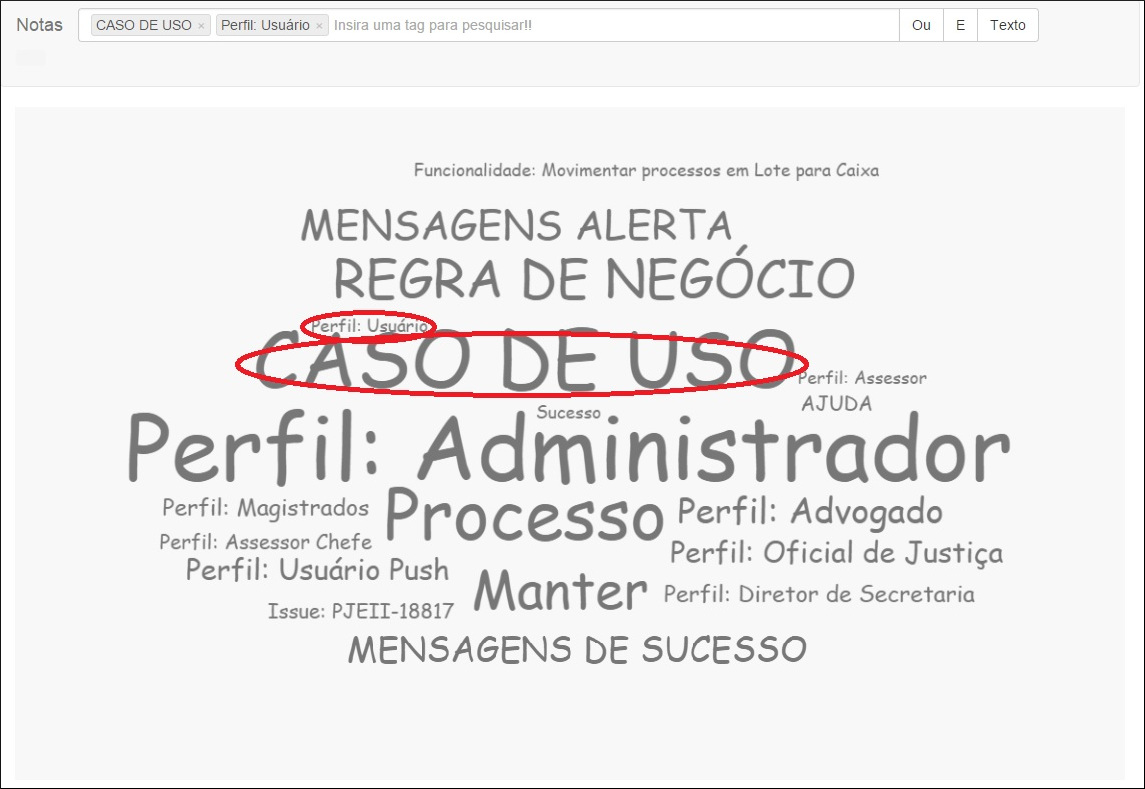 Notas CASO DE USO × Perfil: Usuário × Insira uma tag para pesquisar!! Ou E Texto
Funcionalidade: Movimentar processos em Lote para Caixa
MENSAGENS ALERTA
REGRA DE NEGÓCIO
Perfil: Usuário
CASO DE USO
Perfil: Assessor
AJUDA
Sucesso
Perfil: Administrador
Perfil: Magistrados Processo Perfil: Advogado
Perfil: Assessor Chefe Perfil: Oficial de Justiça
Perfil: Usuário Push
Manter Perfil: Diretor de Secretaria
Issue: PJEII-18817
MENSAGENS DE SUCESSO